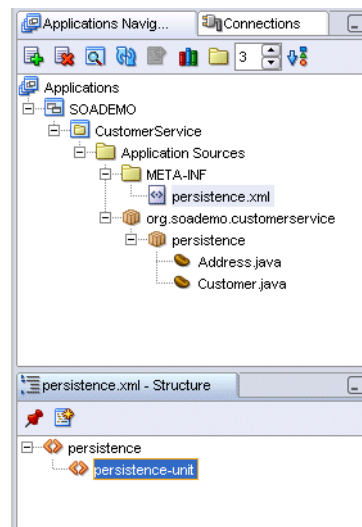 Applications Navig...
Connections
3
Applications
SOADEMO
CustomerService
Application Sources
META-INF
persistence.xml
org.soademo.customerservice
persistence
Address.java
Customer.java
persistence.xml - Structure
persistence
persistence-unit